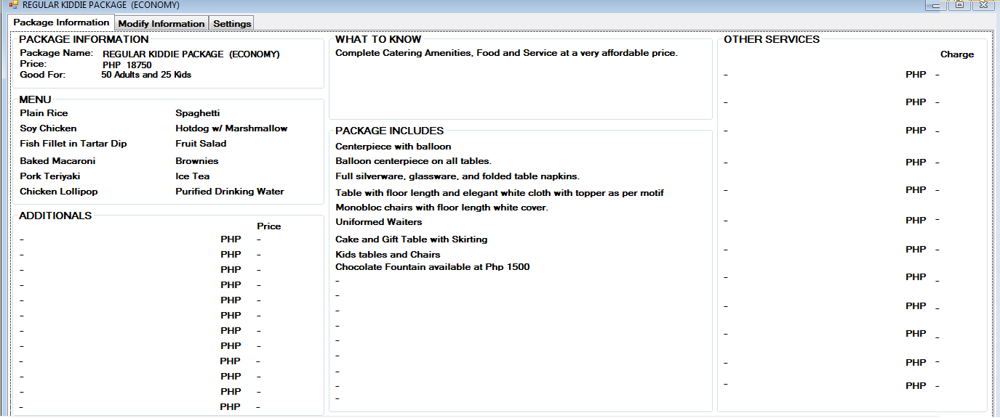 REGULAR KIDDIE PACKAGE (ECONOMY)
Package Information Modify Information Settings
PACKAGE INFORMATION
Package Name: REGULAR KIDDIE PACKAGE (ECONOMY)
Price: PHP 18750
Good For: 50 Adults and 25 Kids
MENU
Plain Rice Spaghetti
Soy Chicken Hotdog w/ Marshmallow
Fish Fillet in Tartar Dip Fruit Salad
Baked Macaroni Brownies
Pork Teriyaki Ice Tea
Chicken Lollipop Purified Drinking Water
ADDITIONALS
Price
- PHP -
- PHP -
- PHP -
- PHP -
- PHP -
- PHP -
- PHP -
- PHP -
- PHP -
- PHP -
- PHP -
- PHP -
WHAT TO KNOW
Complete Catering Amenities, Food and Service at a very affordable price.
PACKAGE INCLUDES
Centerpiece with balloon
Balloon centerpiece on all tables.
Full silverware, glassware, and folded table napkins.
Table with floor length and elegant white cloth with topper as per motif
Monobloc chairs with floor length white cover.
Uniformed Waiters
Cake and Gift Table with Skirting
Kids tables and Chairs
Chocolate Fountain available at Php 1500
-
-
-
-
-
-
-
-
-
OTHER SERVICES
Charge
- PHP -
- PHP -
- PHP -
- PHP -
- PHP -
- PHP -
- PHP -
- PHP -
- PHP -
- PHP -
- PHP -
- PHP -